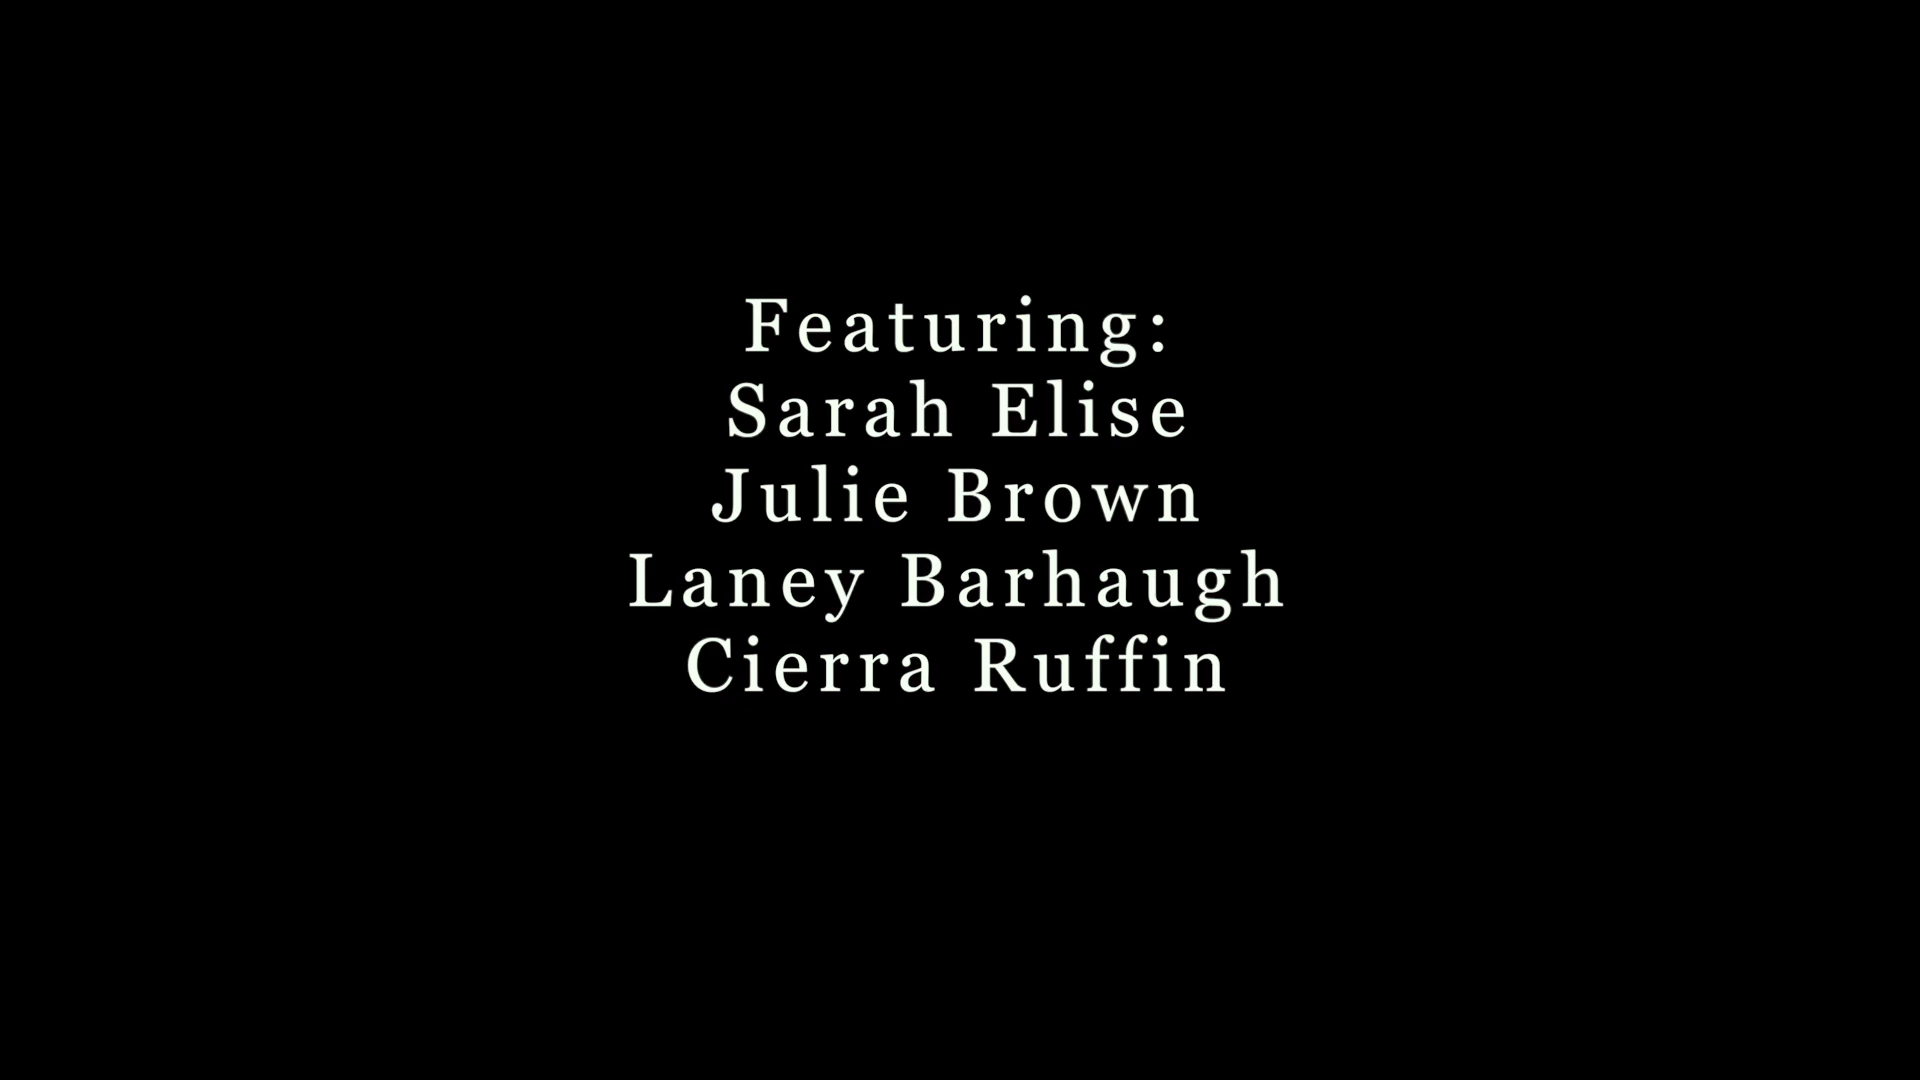 Featuring:
Sarah Elise
Julie Brown
Laney Barhaugh
Cierra Ruffin